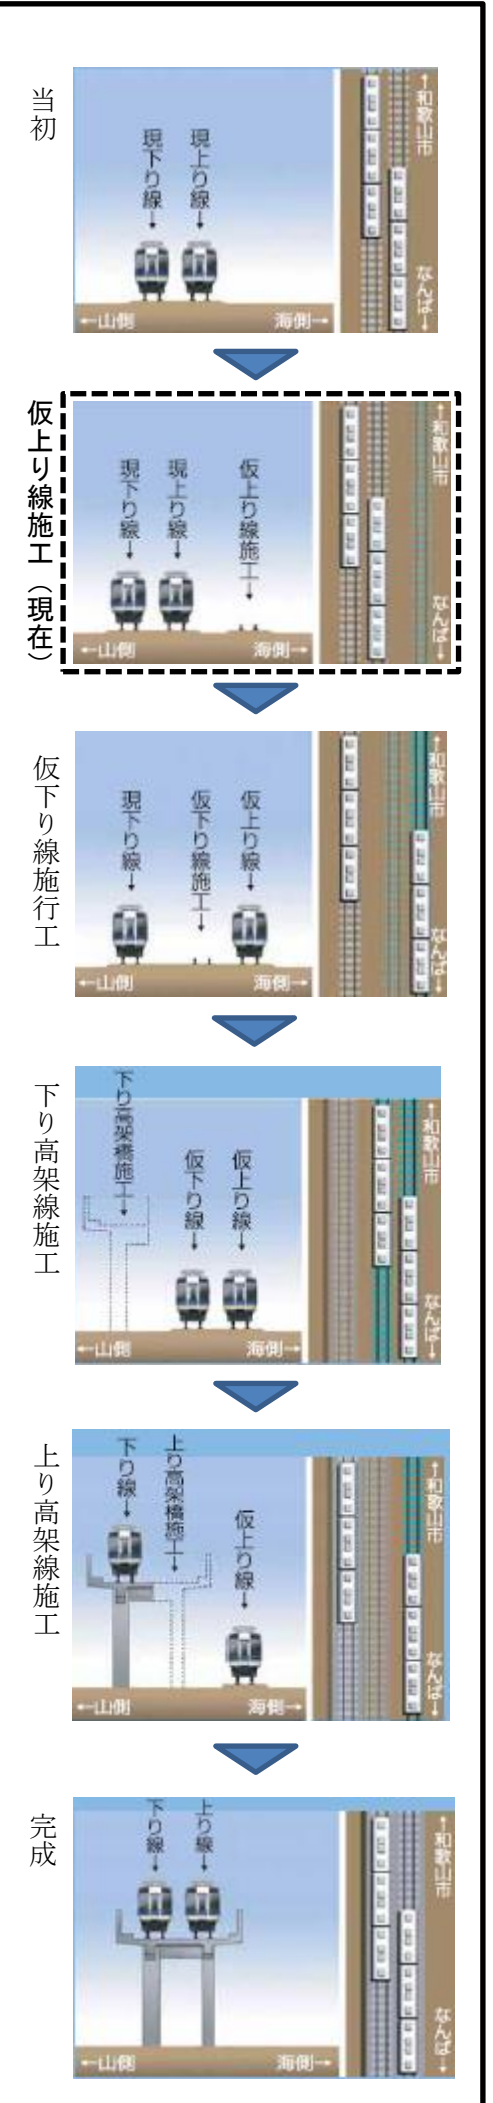 当初
現下り線→
現上り線→
←山側
海側→
↑和歌山市
なんば↓
仮上り線施工（現在）
現下り線→
現上り線→
仮上り線施工→
←山側
海側→
↑和歌山市
なんば↓
仮下り線施行工
現下り線→
仮下り線施工→
仮上り線→
←山側
海側→
↑和歌山市
なんば↓
下り高架線施工
下り高架橋施工→
仮下り線→
仮上り線→
←山側
海側→
↑和歌山市
なんば↓
上り高架線施工
下り線→
上り高架橋施工→
仮上り線→
←山側
海側→
↑和歌山市
なんば↓
完成
下り線→
上り線→
←山側
海側→
↑和歌山市
なんば↓